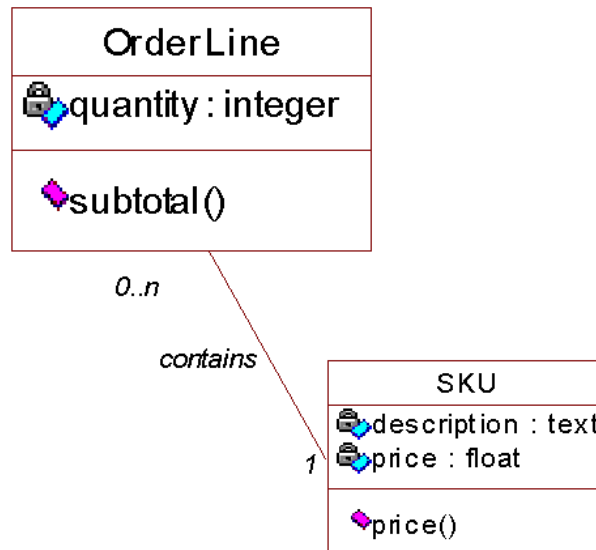 OrderLine
quantity : integer
subtotal()
0..n
contains
SKU
description : text
1
price : float
price()